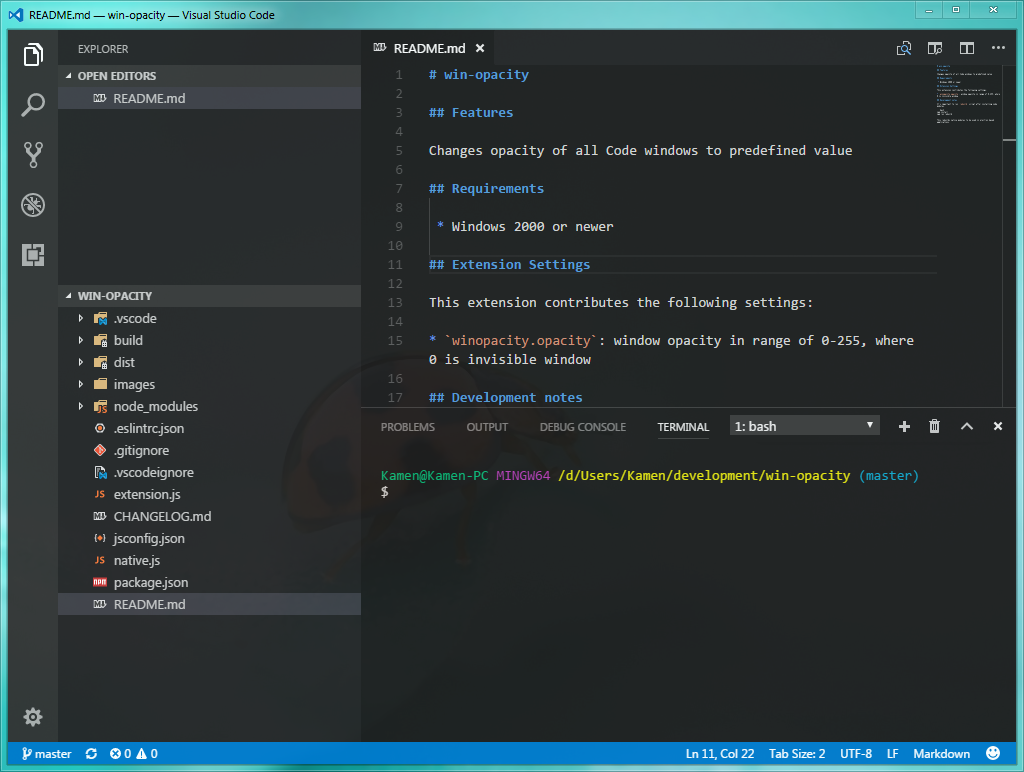 README.md — win-opacity — Visual Studio Code
EXPLORER
OPEN EDITORS
README.md
WIN-OPACITY
.vscode
build
dist
images
node_modules
.eslintrc.json
.gitignore
.vscodeignore
JS extension.js
CHANGELOG.md
jsconfig.json
JS native.js
npm package.json
README.md
README.md
1 # win-opacity
2
3 ## Features
4
5 Changes opacity of all Code windows to predefined value
6
7 ## Requirements
8
9 * Windows 2000 or newer
10
11 ## Extension Settings
12
13 This extension contributes the following settings:
14
15 * `winopacity.opacity`: window opacity in range of 0-255, where
0 is invisible window
16
17 ## Development notes
PROBLEMS OUTPUT DEBUG CONSOLE TERMINAL 1: bash
Kamen@Kamen-PC MINGW64 /d/Users/Kamen/development/win-opacity (master)
$
master 0 0 Ln 11, Col 22 Tab Size: 2 UTF-8 LF Markdown